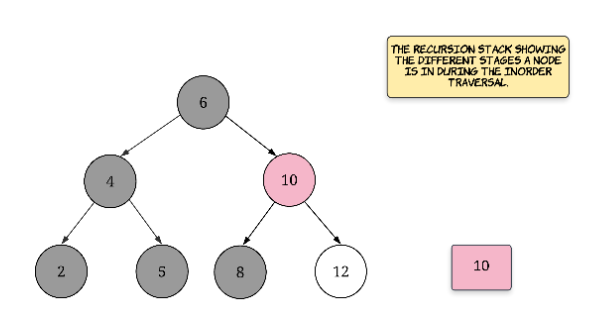 THE RECURSION STACK SHOWING
THE DIFFERENT STAGES A NODE
IS IN DURING THE INORDER
TRAVERSAL.
6
4
10
2
5
8
12
10